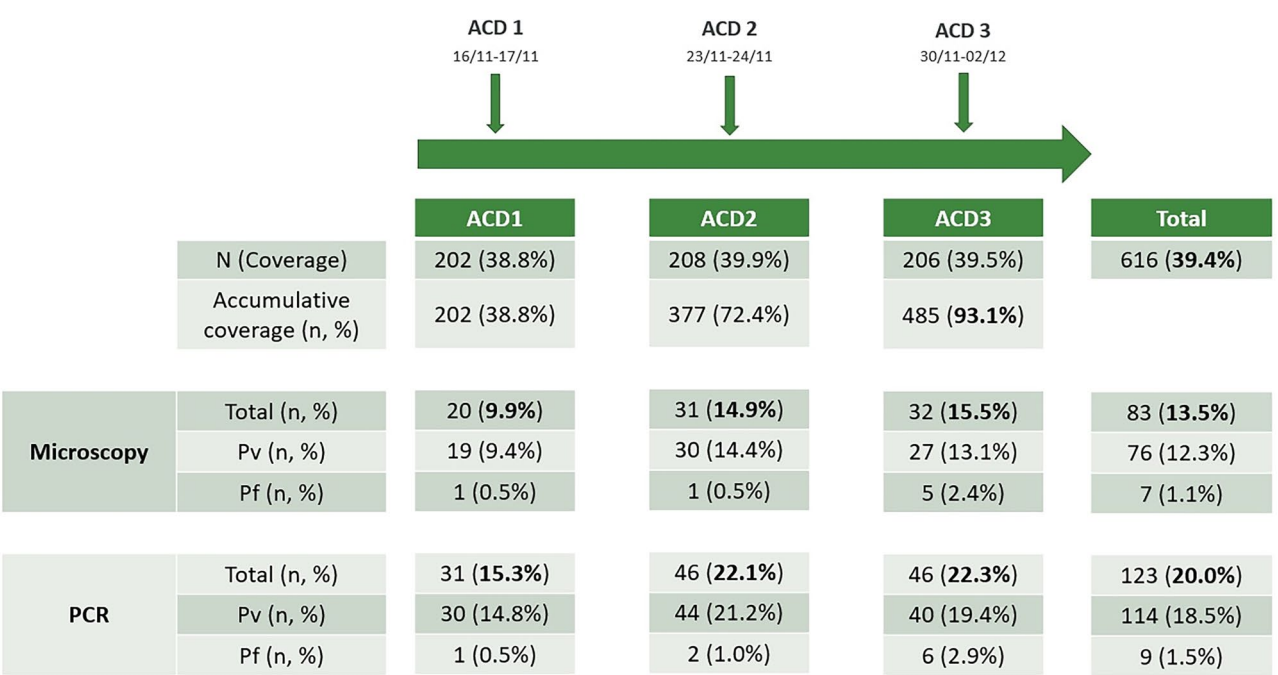 ACD 1 ACD 2 ACD 3
16/11-17/11 23/11-24/11 30/11-02/12
ACD1 ACD2 ACD3 Total
N (Coverage) 202 (38.8%) 208 (39.9%) 206 (39.5%) 616 (39.4%)
Accumulative
coverage (n, %) 202 (38.8%) 377 (72.4%) 485 (93.1%)
Total (n, %) 20 (9.9%) 31 (14.9%) 32 (15.5%) 83 (13.5%)
Microscopy Pv (n, %) 19 (9.4%) 30 (14.4%) 27 (13.1%) 76 (12.3%)
Pf (n, %) 1 (0.5%) 1 (0.5%) 5 (2.4%) 7 (1.1%)
Total (n, %) 31 (15.3%) 46 (22.1%) 46 (22.3%) 123 (20.0%)
PCR Pv (n, %) 30 (14.8%) 44 (21.2%) 40 (19.4%) 114 (18.5%)
Pf (n, %) 1 (0.5%) 2 (1.0%) 6 (2.9%) 9 (1.5%)